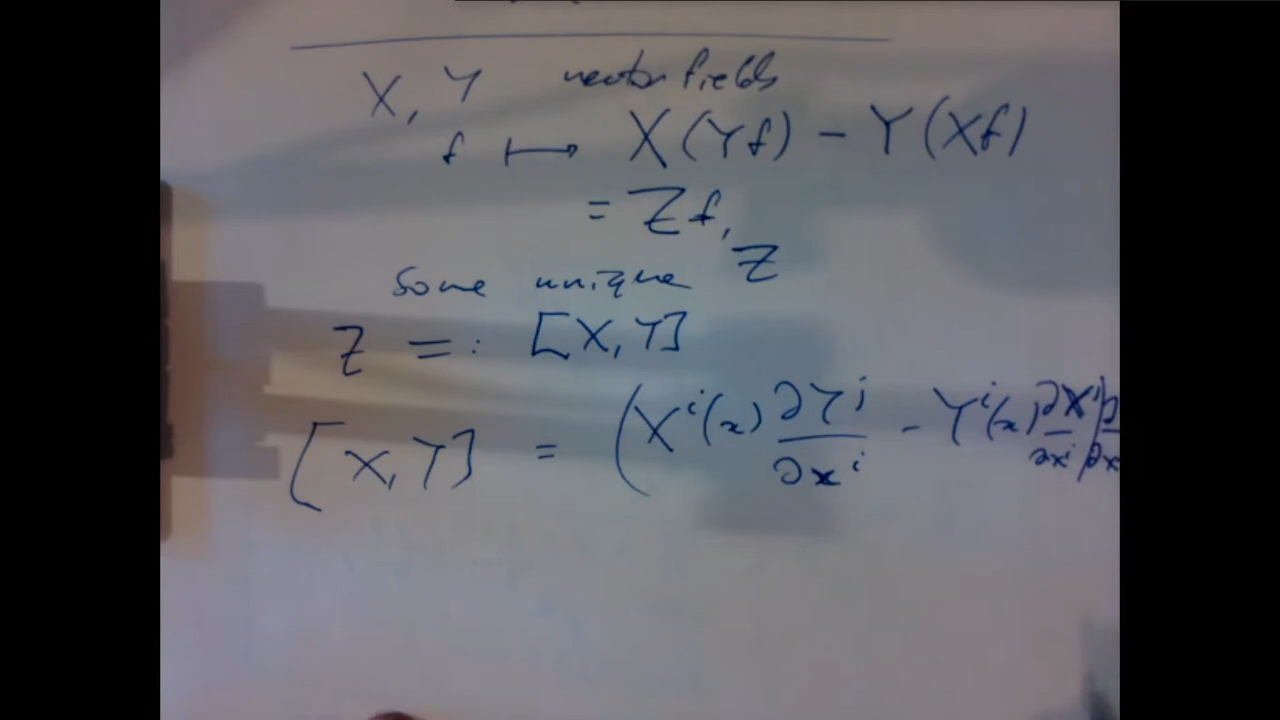 X, Y vector fields
f ⟼ X(Yf) − Y(Xf)
= Zf,
some unique Z
Z =: [X, Y]
[X, Y] = (X^i(x) ∂Y^j/∂x^i − Y^i(x) ∂X^j/∂x^i) ∂/∂x